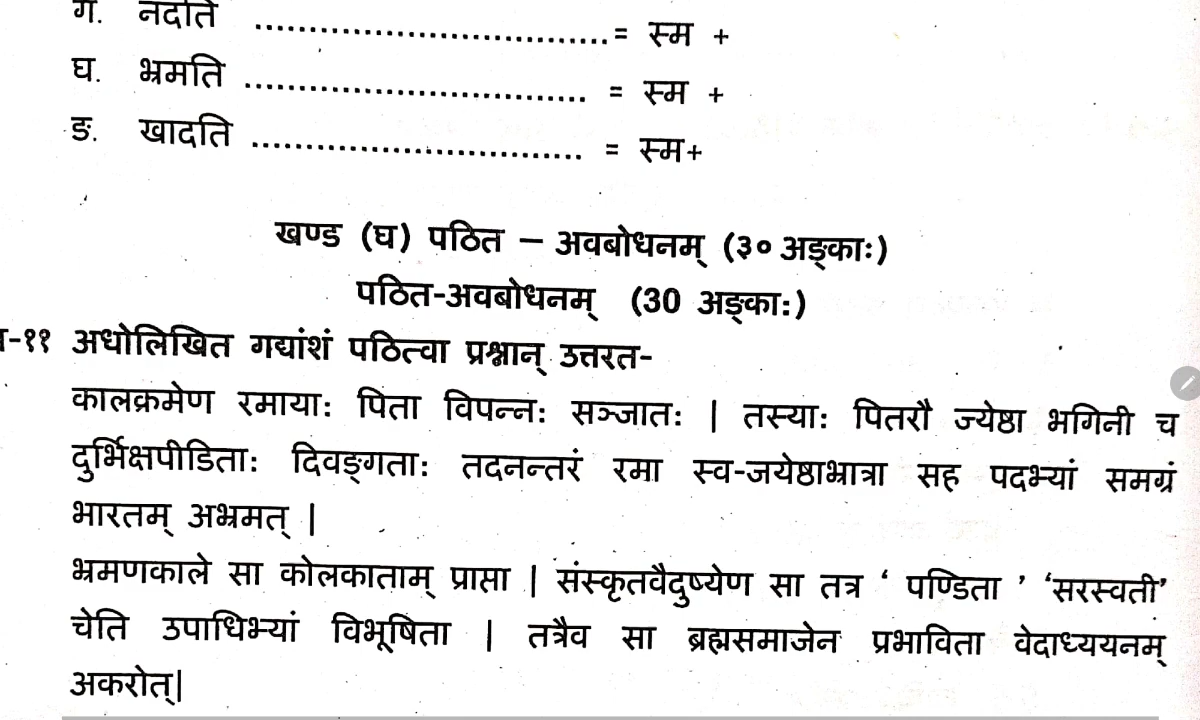 ग. नदति ....................................= स्म +
घ. भ्रमति .................................. = स्म +
ङ. खादति ................................. = स्म+
खण्ड (घ) पठित – अवबोधनम् (३० अङ्काः)
पठित-अवबोधनम् (30 अङ्काः)
-११ अधोलिखित गद्यांशं पठित्वा प्रश्नान् उत्तरत-
कालक्रमेण रमायाः पिता विपन्नः सञ्जातः | तस्याः पितरौ ज्येष्ठा भगिनी च
दुर्भिक्षपीडिताः दिवङ्गताः तदनन्तरं रमा स्व-जयेष्ठाभ्रात्रा सह पदभ्यां समग्रं
भारतम् अभ्रमत् |
भ्रमणकाले सा कोलकाताम् प्राप्ता | संस्कृतवैदुष्येण सा तत्र ‘ पण्डिता ’ ‘सरस्वती’
चेति उपाधिभ्यां विभूषिता | तत्रैव सा ब्रह्मसमाजेन प्रभाविता वेदाध्ययनम्
अकरोत्|